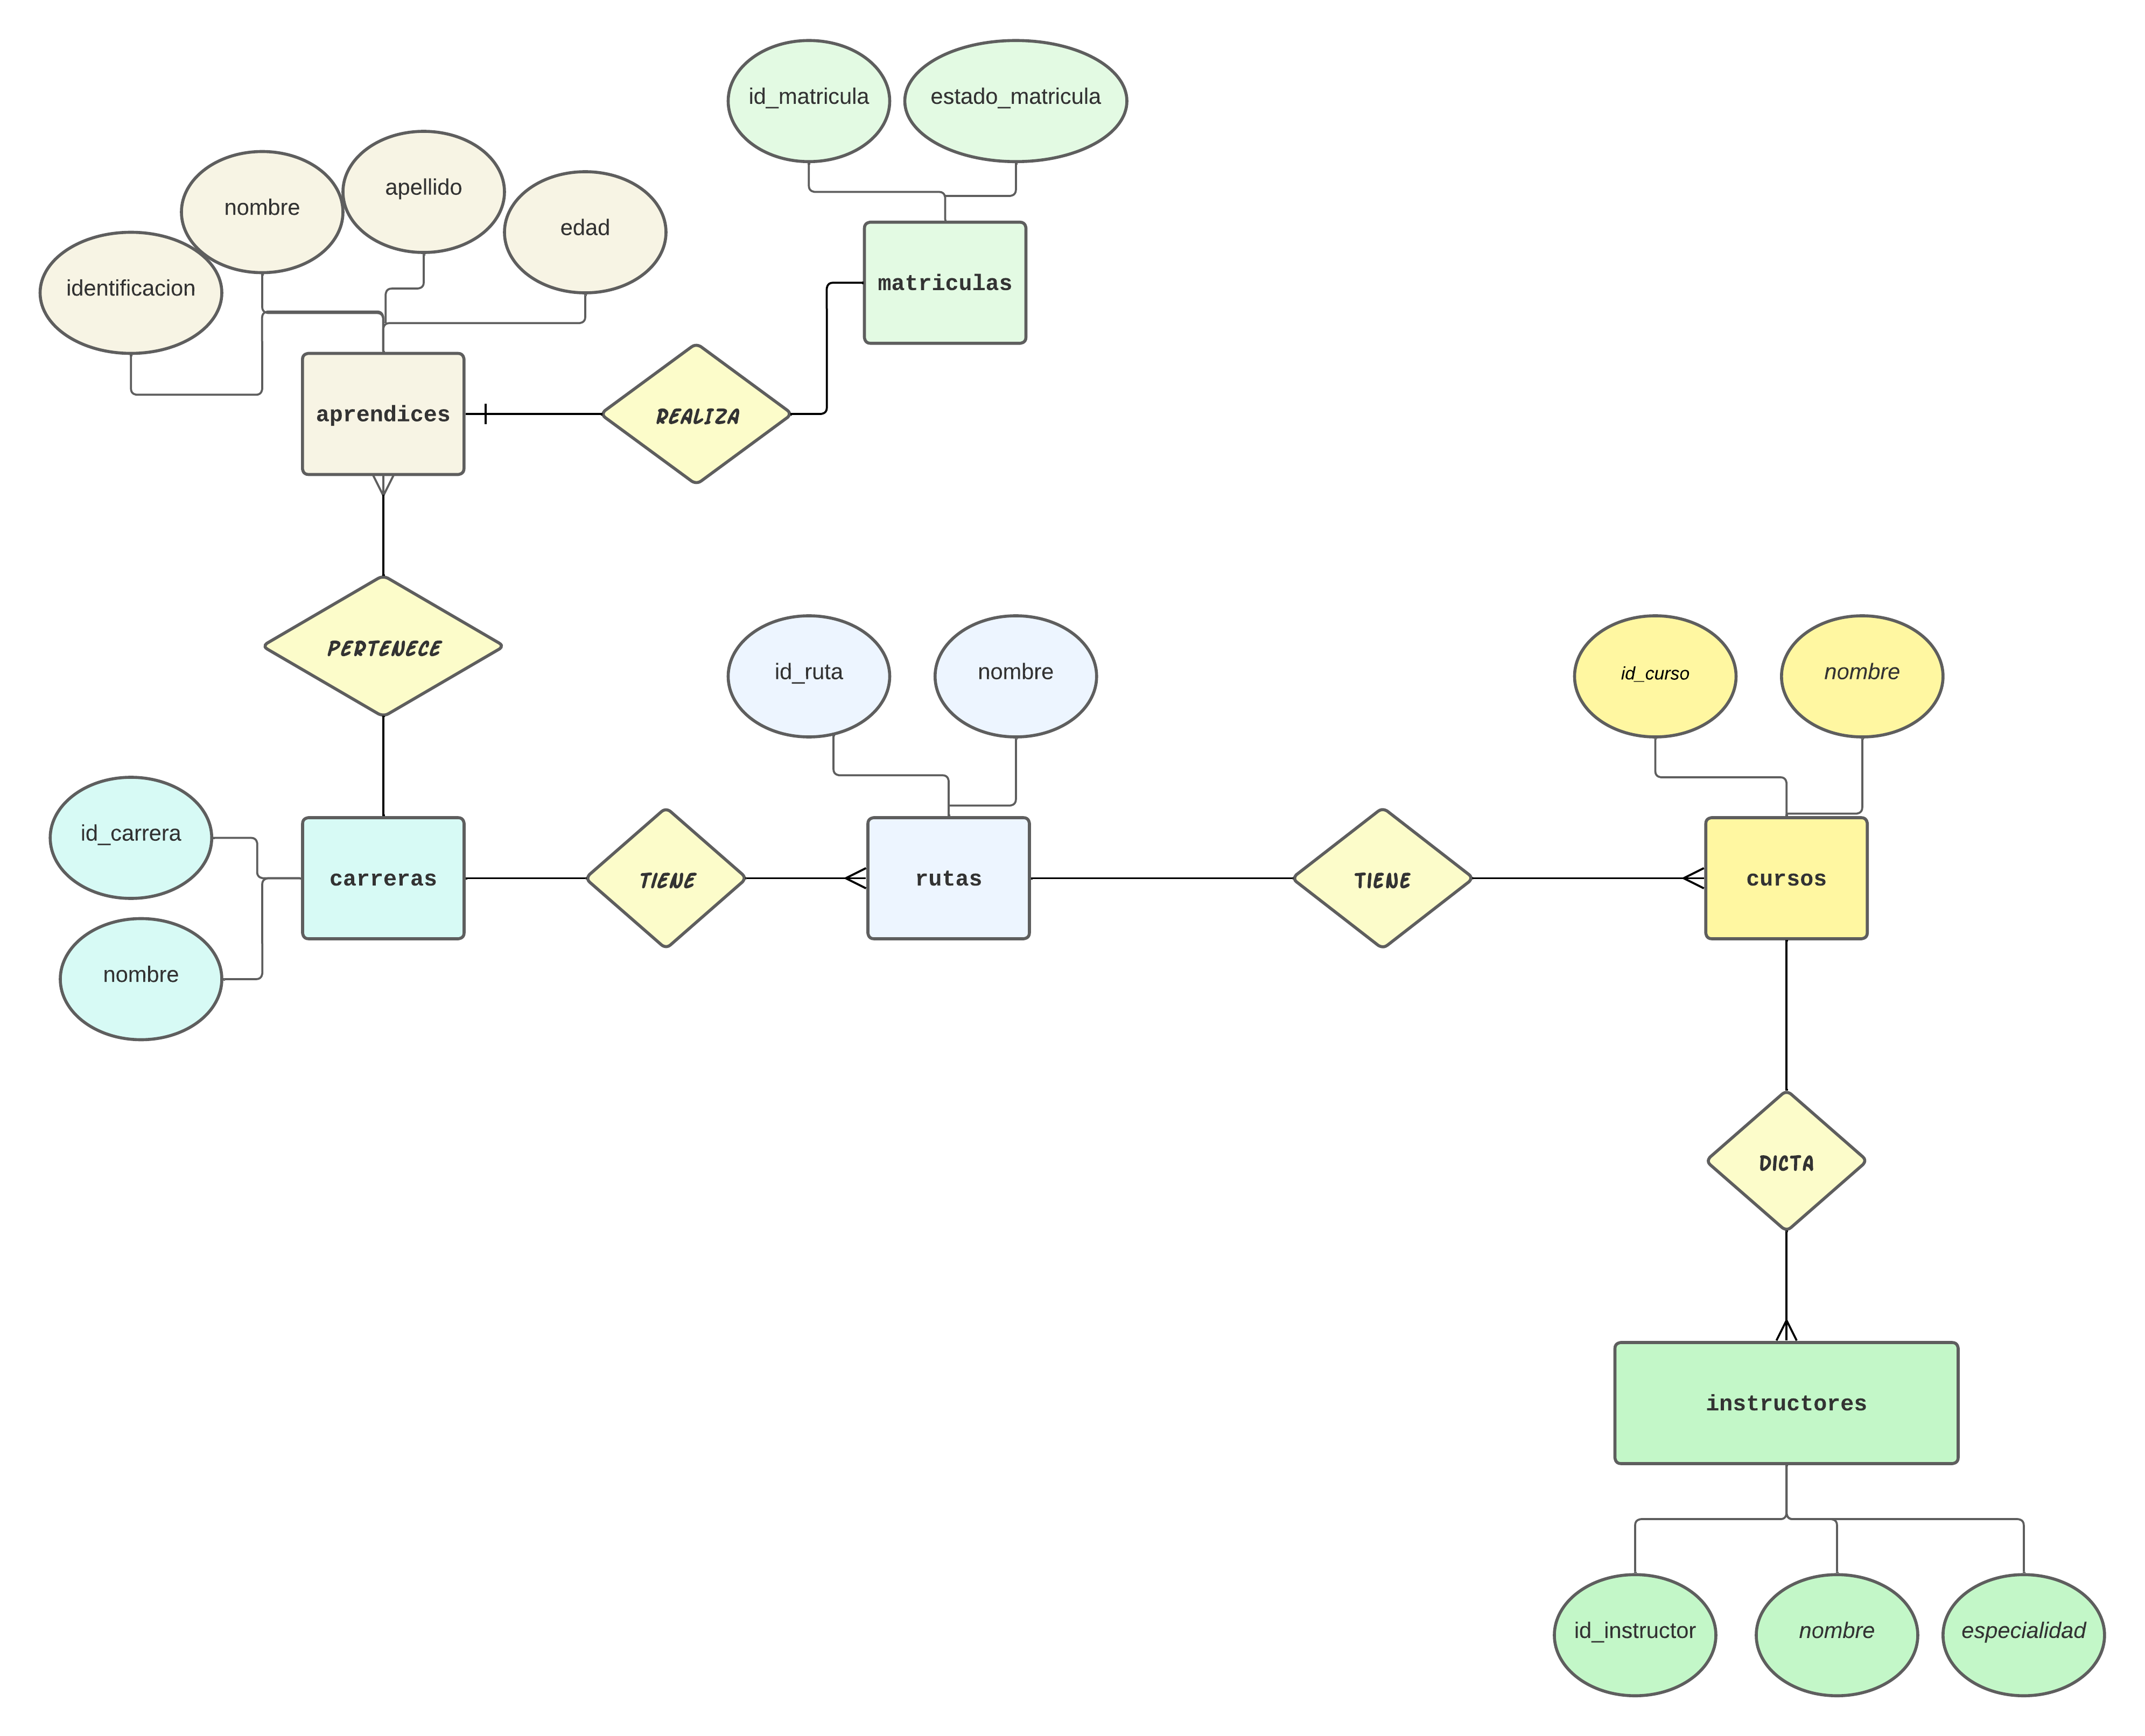 id_matricula
estado_matricula
apellido
nombre
edad
identificacion
matriculas
aprendices
REALIZA
PERTENECE
id_ruta
nombre
id_curso
nombre
id_carrera
carreras
TIENE
rutas
TIENE
cursos
nombre
DICTA
instructores
id_instructor
nombre
especialidad